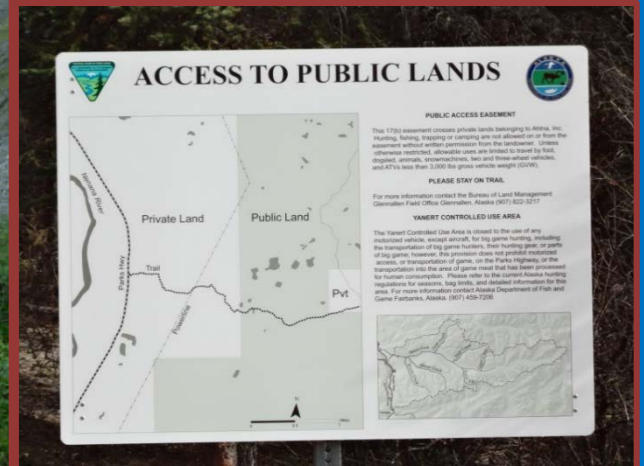 ACCESS TO PUBLIC LANDS
PUBLIC ACCESS EASEMENT
This 17(b) easement crosses private lands belonging to Ahtna, Inc.
Hunting, fishing, trapping or camping are not allowed on or from the
easement without written permission from the landowner. Unless
otherwise restricted, allowable uses are limited to travel by foot,
dogsled, animals, snowmachines, two and three-wheel vehicles,
and ATVs less than 3,000 lbs gross vehicle weight (GVW).
PLEASE STAY ON TRAIL
For more information contact the Bureau of Land Management
Glennallen Field Office Glennallen, Alaska (907) 822-3217
YANERT CONTROLLED USE AREA
The Yanert Controlled Use Area is closed to the use of any
motorized vehicle, except aircraft, for big game hunting, including
the transportation of big game hunters, their hunting gear, or parts
of big game; however, this provision does not prohibit motorized
access, or transportation of game, on the Parks Highway, or the
transportation into the area of game meat that has been processed
for human consumption. Please refer to the current Alaska hunting
regulations for seasons, bag limits, and detailed information for this
area. For more information contact Alaska Department of Fish and
Game Fairbanks, Alaska. (907) 459-7206
Nenana River
Private Land
Public Land
Parks Hwy
Trail
Powerline
Pvt
N